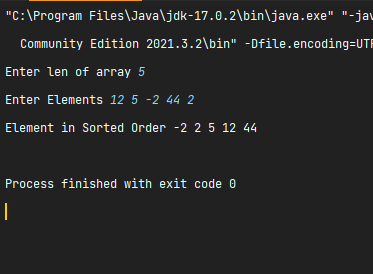 "C:\Program Files\Java\jdk-17.0.2\bin\java.exe" "-jav
Community Edition 2021.3.2\bin" -Dfile.encoding=UTF
Enter len of array 5
Enter Elements 12 5 -2 44 2
Element in Sorted Order -2 2 5 12 44
Process finished with exit code 0